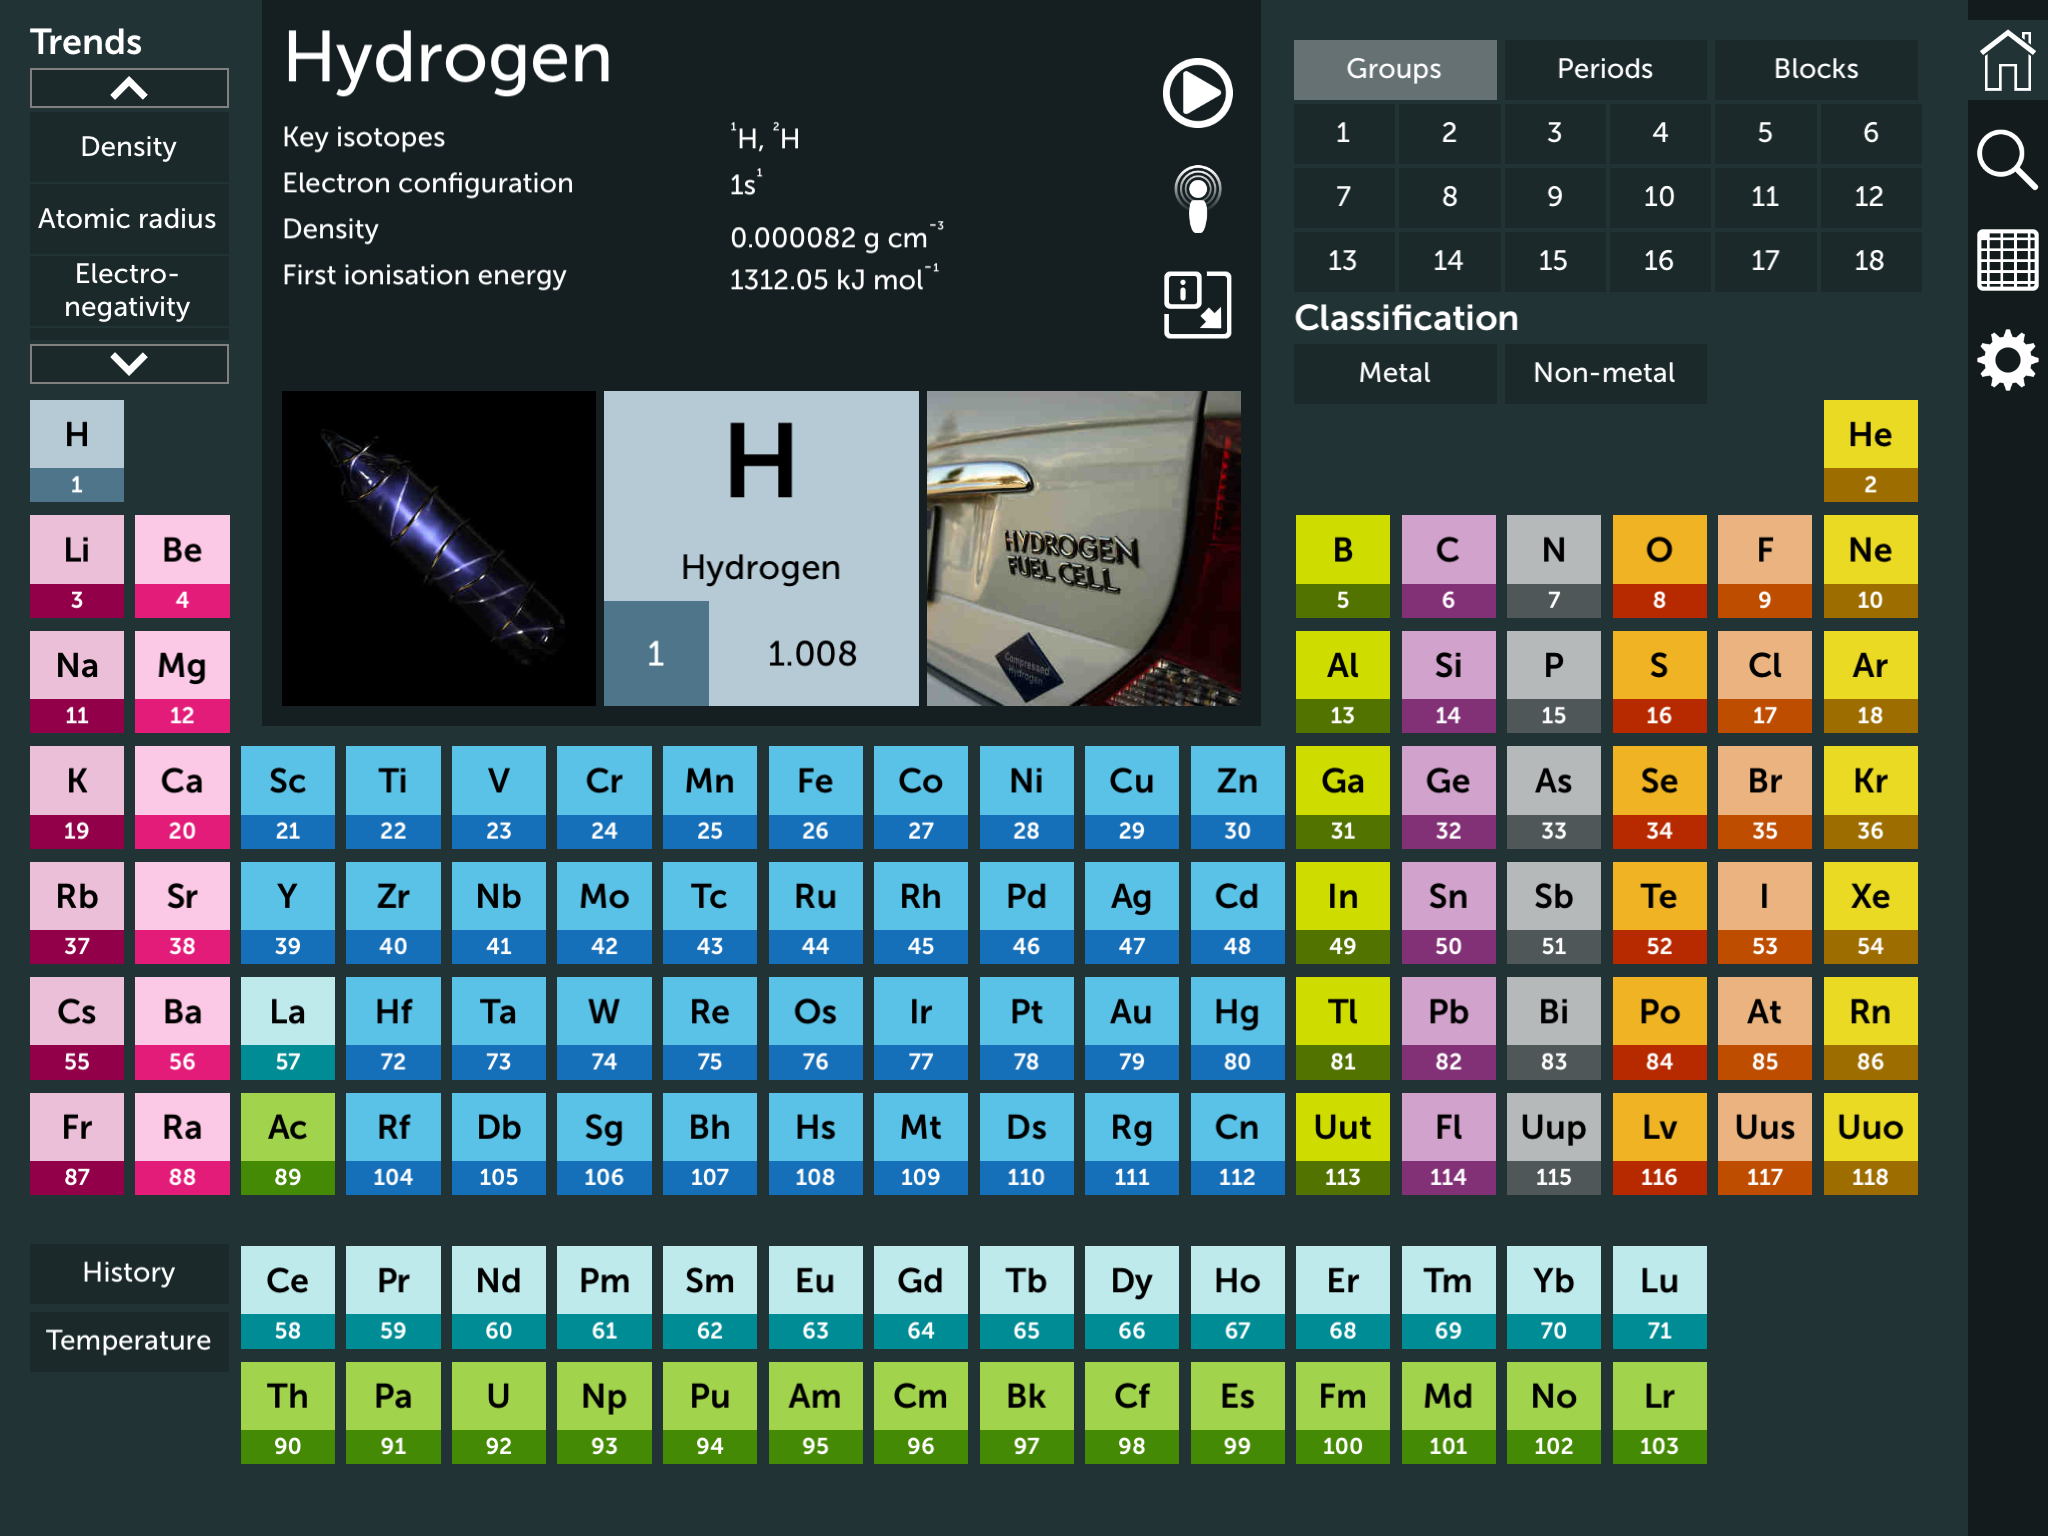 Trends
Density
Atomic radius
Electro-
negativity
Hydrogen
Key isotopes ¹H, ²H
Electron configuration 1s¹
Density 0.000082 g cm⁻³
First ionisation energy 1312.05 kJ mol⁻¹
H
Hydrogen
1 1.008
HYDROGEN
FUEL CELL
Compressed
Hydrogen
Groups Periods Blocks
1 2 3 4 5 6
7 8 9 10 11 12
13 14 15 16 17 18
Classification
Metal Non-metal
H He
1 2
Li Be B C N O F Ne
3 4 5 6 7 8 9 10
Na Mg Al Si P S Cl Ar
11 12 13 14 15 16 17 18
K Ca Sc Ti V Cr Mn Fe Co Ni Cu Zn Ga Ge As Se Br Kr
19 20 21 22 23 24 25 26 27 28 29 30 31 32 33 34 35 36
Rb Sr Y Zr Nb Mo Tc Ru Rh Pd Ag Cd In Sn Sb Te I Xe
37 38 39 40 41 42 43 44 45 46 47 48 49 50 51 52 53 54
Cs Ba La Hf Ta W Re Os Ir Pt Au Hg Tl Pb Bi Po At Rn
55 56 57 72 73 74 75 76 77 78 79 80 81 82 83 84 85 86
Fr Ra Ac Rf Db Sg Bh Hs Mt Ds Rg Cn Uut Fl Uup Lv Uus Uuo
87 88 89 104 105 106 107 108 109 110 111 112 113 114 115 116 117 118
History
Temperature
Ce Pr Nd Pm Sm Eu Gd Tb Dy Ho Er Tm Yb Lu
58 59 60 61 62 63 64 65 66 67 68 69 70 71
Th Pa U Np Pu Am Cm Bk Cf Es Fm Md No Lr
90 91 92 93 94 95 96 97 98 99 100 101 102 103